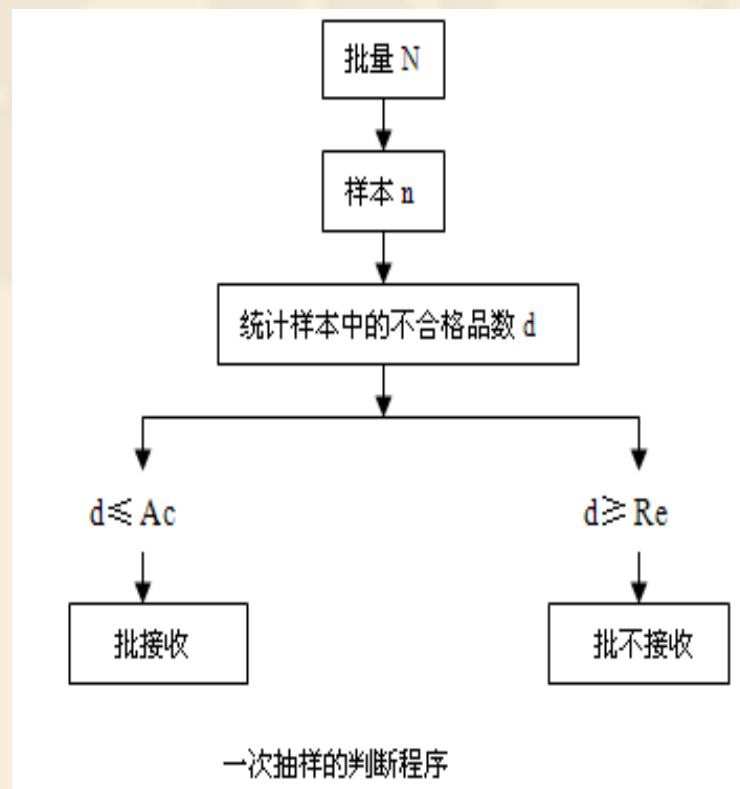 批量 N
样本 n
统计样本中的不合格品数 d
d≤Ac
d≥Re
批接收
批不接收
一次抽样的判断程序